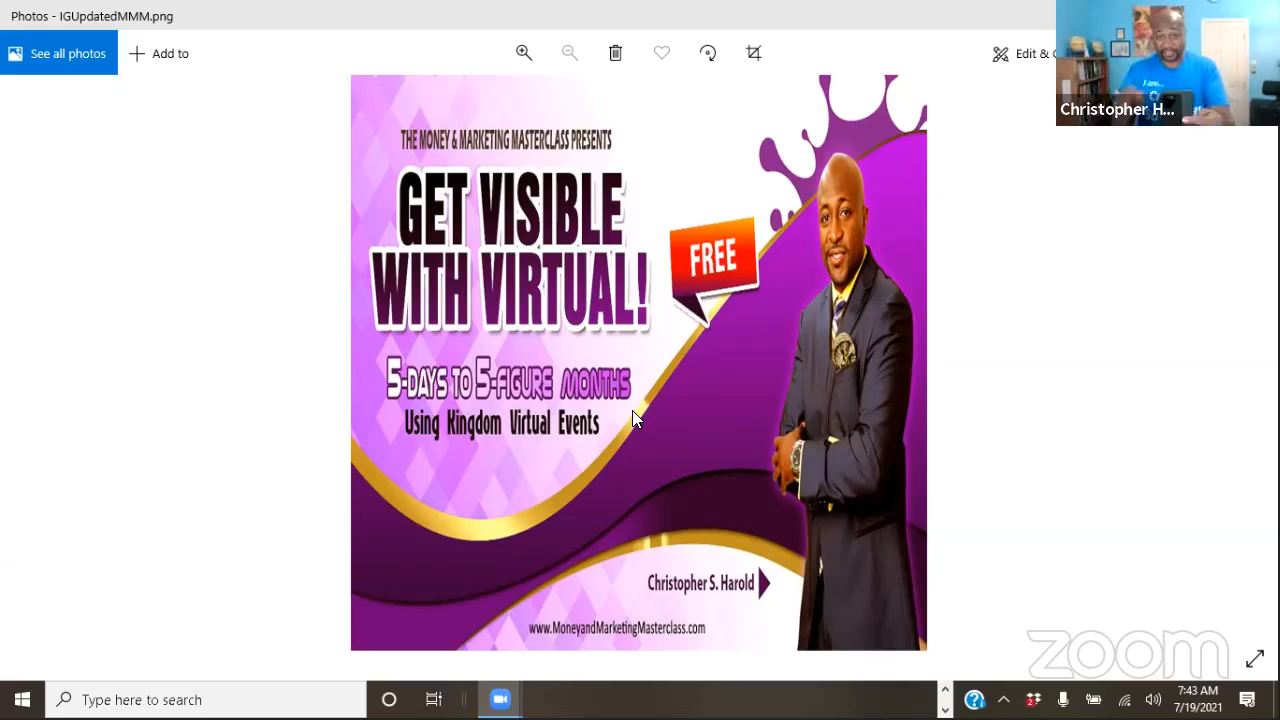 Photos - IGUpdatedMMM.png
See all photos
Add to
Edit & C
Christopher H...
I am...
THE MONEY & MARKETING MASTERCLASS PRESENTS
GET VISIBLE
WITH VIRTUAL!
FREE
5-DAYS TO 5-FIGURE MONTHS
Using Kingdom Virtual Events
Christopher S. Harold
www.MoneyandMarketingMasterclass.com
zoom
Type here to search
7:43 AM
7/19/2021